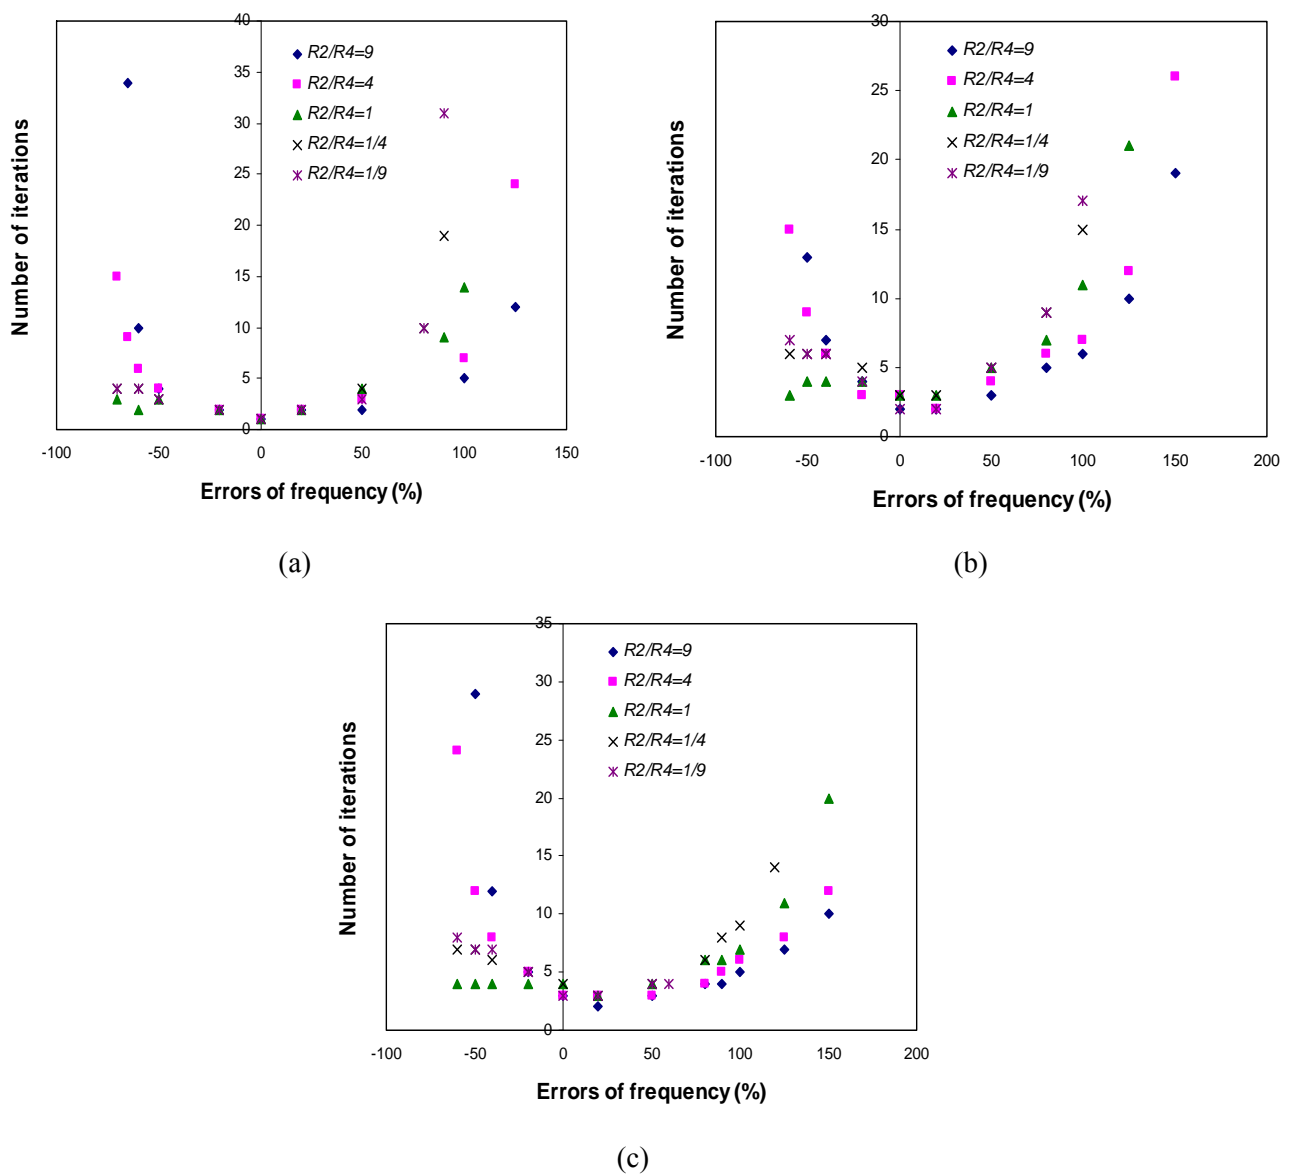 40
35
30
25
20
15
10
5
0
-100 -50 0 50 100 150
Number of iterations
Errors of frequency (%)
R2/R4=9
R2/R4=4
R2/R4=1
R2/R4=1/4
R2/R4=1/9
(a)
30
25
20
15
10
5
0
-100 -50 0 50 100 150 200
Number of iterations
Errors of frequency (%)
R2/R4=9
R2/R4=4
R2/R4=1
R2/R4=1/4
R2/R4=1/9
(b)
35
30
25
20
15
10
5
0
-100 -50 0 50 100 150 200
Number of iterations
Errors of frequency (%)
R2/R4=9
R2/R4=4
R2/R4=1
R2/R4=1/4
R2/R4=1/9
(c)